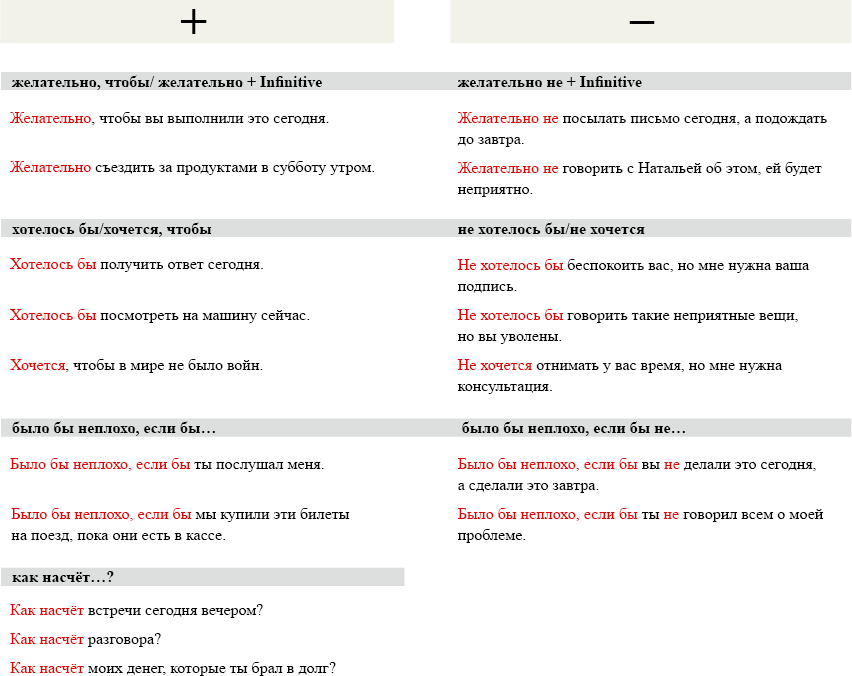 +
–
желательно, чтобы/ желательно + Infinitive
желательно не + Infinitive
Желательно, чтобы вы выполнили это сегодня.
Желательно не посылать письмо сегодня, а подождать
до завтра.
Желательно съездить за продуктами в субботу утром.
Желательно не говорить с Натальей об этом, ей будет
неприятно.
хотелось бы/хочется, чтобы
не хотелось бы/не хочется
Хотелось бы получить ответ сегодня.
Не хотелось бы беспокоить вас, но мне нужна ваша
подпись.
Хотелось бы посмотреть на машину сейчас.
Не хотелось бы говорить такие неприятные вещи,
но вы уволены.
Хочется, чтобы в мире не было войн.
Не хочется отнимать у вас время, но мне нужна
консультация.
было бы неплохо, если бы…
было бы неплохо, если бы не…
Было бы неплохо, если бы ты послушал меня.
Было бы неплохо, если бы вы не делали это сегодня,
а сделали это завтра.
Было бы неплохо, если бы мы купили эти билеты
на поезд, пока они есть в кассе.
Было бы неплохо, если бы ты не говорил всем о моей
проблеме.
как насчёт…?
Как насчёт встречи сегодня вечером?
Как насчёт разговора?
Как насчёт моих денег, которые ты брал в долг?